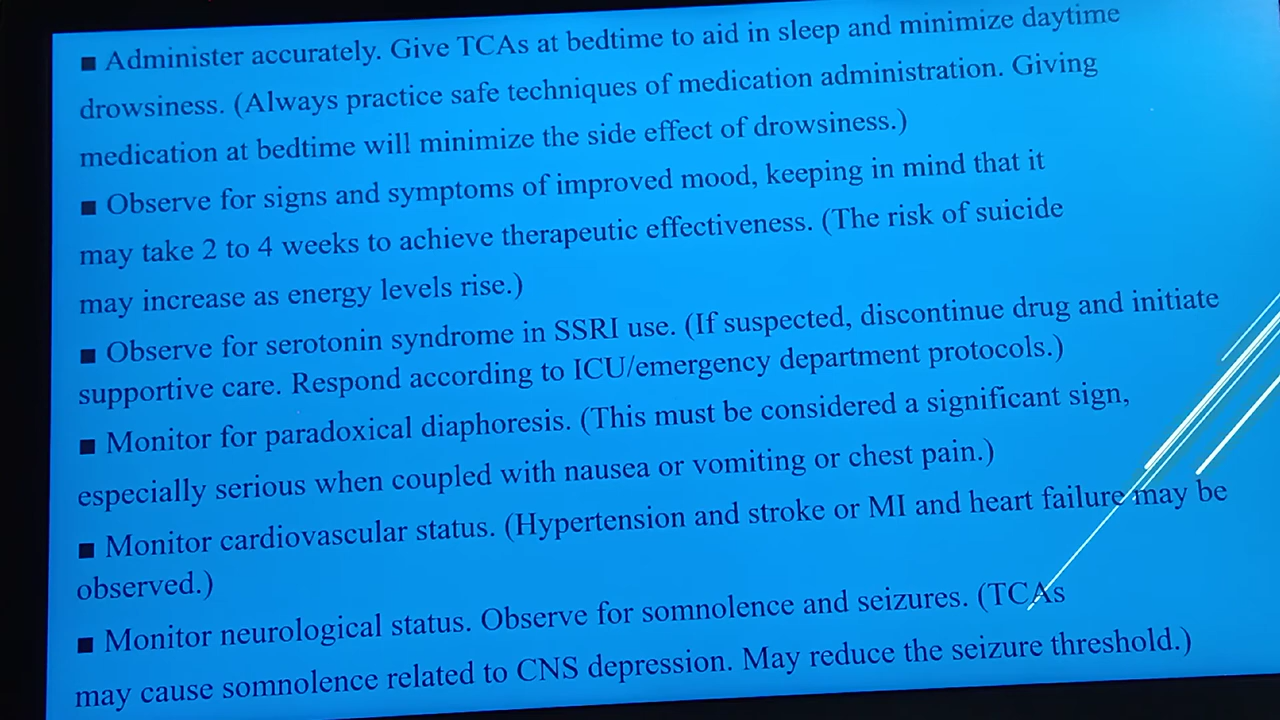 ■ Administer accurately. Give TCAs at bedtime to aid in sleep and minimize daytime
drowsiness. (Always practice safe techniques of medication administration. Giving
medication at bedtime will minimize the side effect of drowsiness.)
■ Observe for signs and symptoms of improved mood, keeping in mind that it
may take 2 to 4 weeks to achieve therapeutic effectiveness. (The risk of suicide
may increase as energy levels rise.)
■ Observe for serotonin syndrome in SSRI use. (If suspected, discontinue drug and initiate
supportive care. Respond according to ICU/emergency department protocols.)
■ Monitor for paradoxical diaphoresis. (This must be considered a significant sign,
especially serious when coupled with nausea or vomiting or chest pain.)
■ Monitor cardiovascular status. (Hypertension and stroke or MI and heart failure may be
observed.)
■ Monitor neurological status. Observe for somnolence and seizures. (TCAs
may cause somnolence related to CNS depression. May reduce the seizure threshold.)